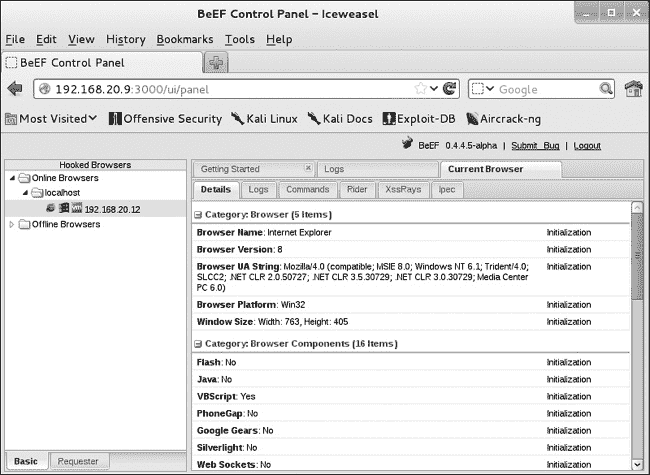 BeEF Control Panel - Iceweasel
File Edit View History Bookmarks Tools Help
BeEF Control Panel
192.168.20.9:3000/ui/panel
Google
Most Visited
Offensive Security
Kali Linux
Kali Docs
Exploit-DB
Aircrack-ng
BeEF 0.4.4.5-alpha | Submit Bug | Logout
Hooked Browsers
Online Browsers
localhost
192.168.20.12
Offline Browsers
Basic
Requester
Getting Started
Logs
Current Browser
Details
Logs
Commands
Rider
XssRays
Ipec
Category: Browser (5 Items)
Browser Name: Internet Explorer Initialization
Browser Version: 8 Initialization
Browser UA String: Mozilla/4.0 (compatible; MSIE 8.0; Windows NT 6.1; Trident/4.0; Initialization
SLCC2; .NET CLR 2.0.50727; .NET CLR 3.5.30729; .NET CLR 3.0.30729; Media Center
PC 6.0)
Browser Platform: Win32 Initialization
Window Size: Width: 763, Height: 405 Initialization
Category: Browser Components (16 Items)
Flash: No Initialization
Java: No Initialization
VBScript: Yes Initialization
PhoneGap: No Initialization
Google Gears: No Initialization
Silverlight: No Initialization
Web Sockets: No Initialization